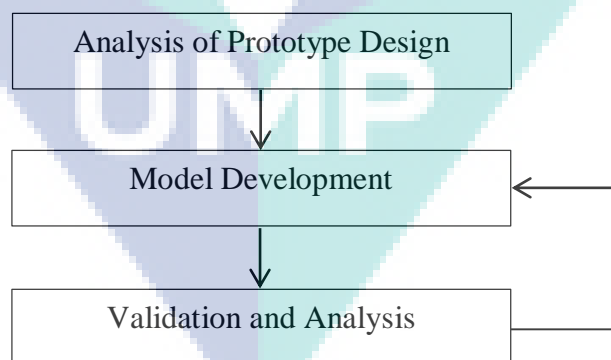 Analysis of Prototype Design
UMP
Model Development
Validation and Analysis